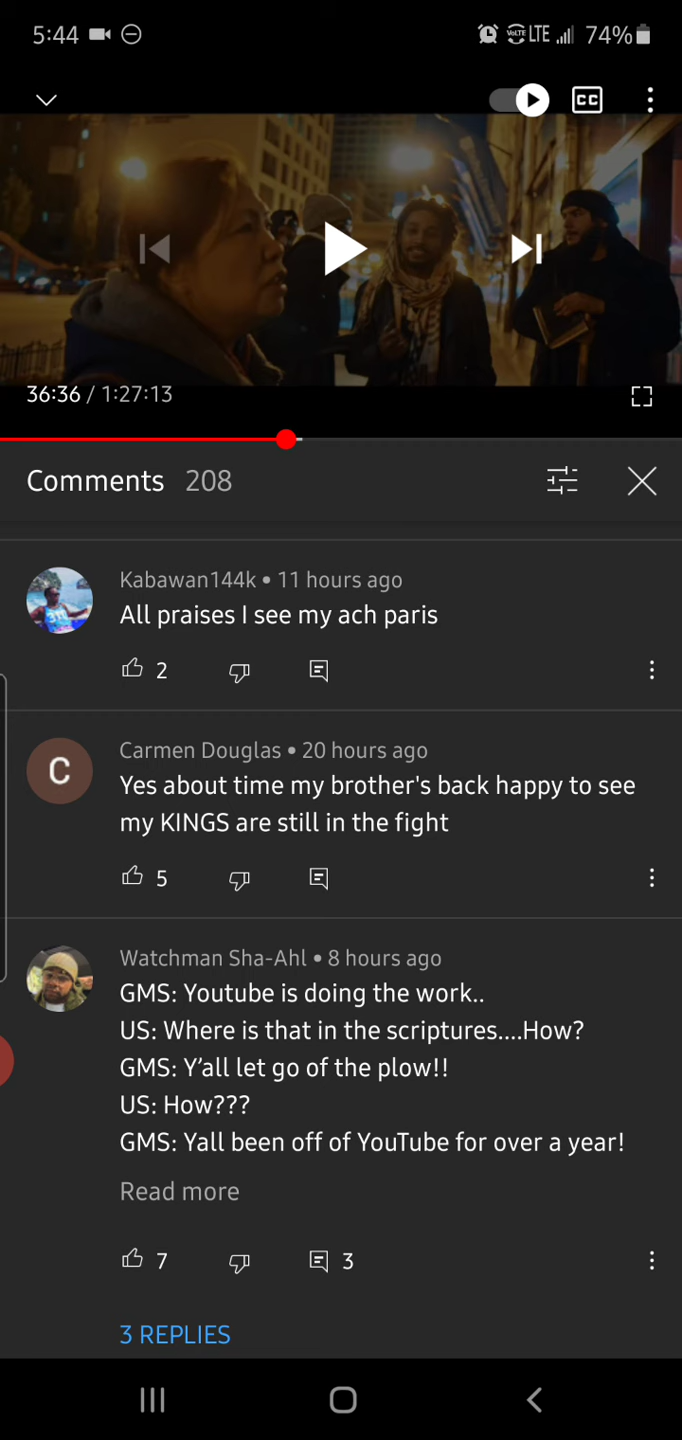 5:44
VoLTE LTE 74%
CC
36:36 / 1:27:13
Comments 208
Kabawan144k • 11 hours ago
All praises I see my ach paris
2
C
Carmen Douglas • 20 hours ago
Yes about time my brother's back happy to see
my KINGS are still in the fight
5
Watchman Sha-Ahl • 8 hours ago
GMS: Youtube is doing the work..
US: Where is that in the scriptures....How?
GMS: Y’all let go of the plow!!
US: How???
GMS: Yall been off of YouTube for over a year!
Read more
7 3
3 REPLIES